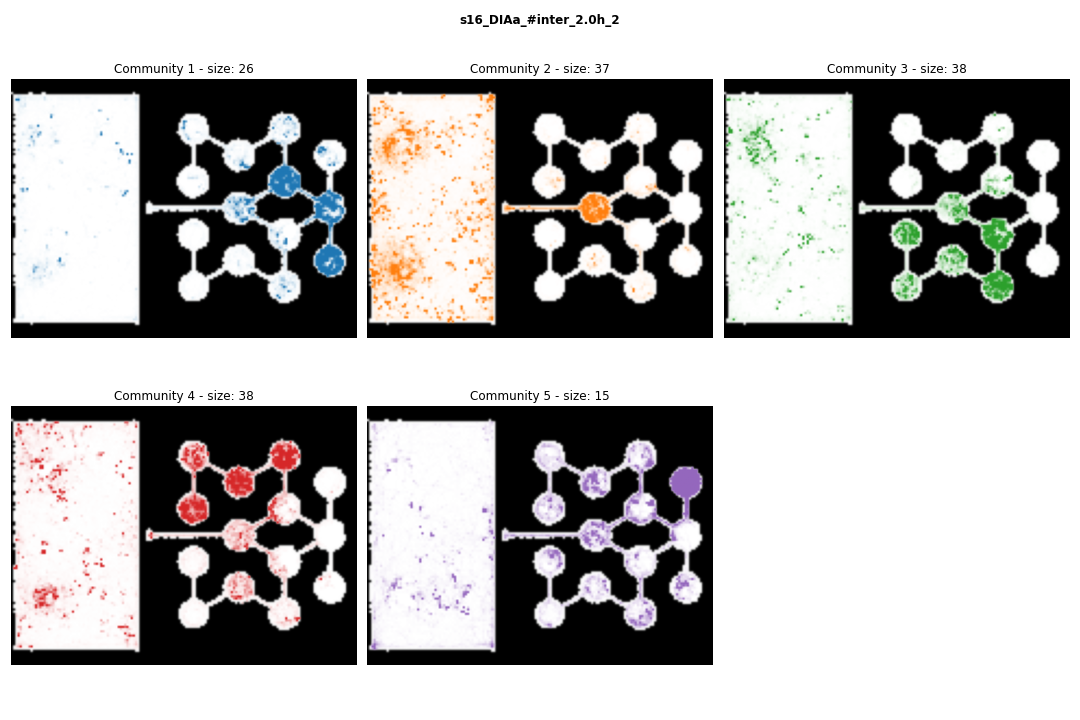 s16_DIAa_#inter_2.0h_2
Community 1 - size: 26
Community 2 - size: 37
Community 3 - size: 38
Community 4 - size: 38
Community 5 - size: 15